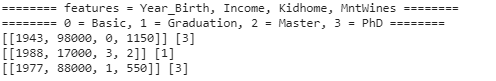 ======== features = Year_Birth, Income, Kidhome, MntWines ========
======== 0 = Basic, 1 = Graduation, 2 = Master, 3 = PhD ========
[[1943, 98000, 0, 1150]] [3]
[[1988, 17000, 3, 2]] [1]
[[1977, 88000, 1, 550]] [3]